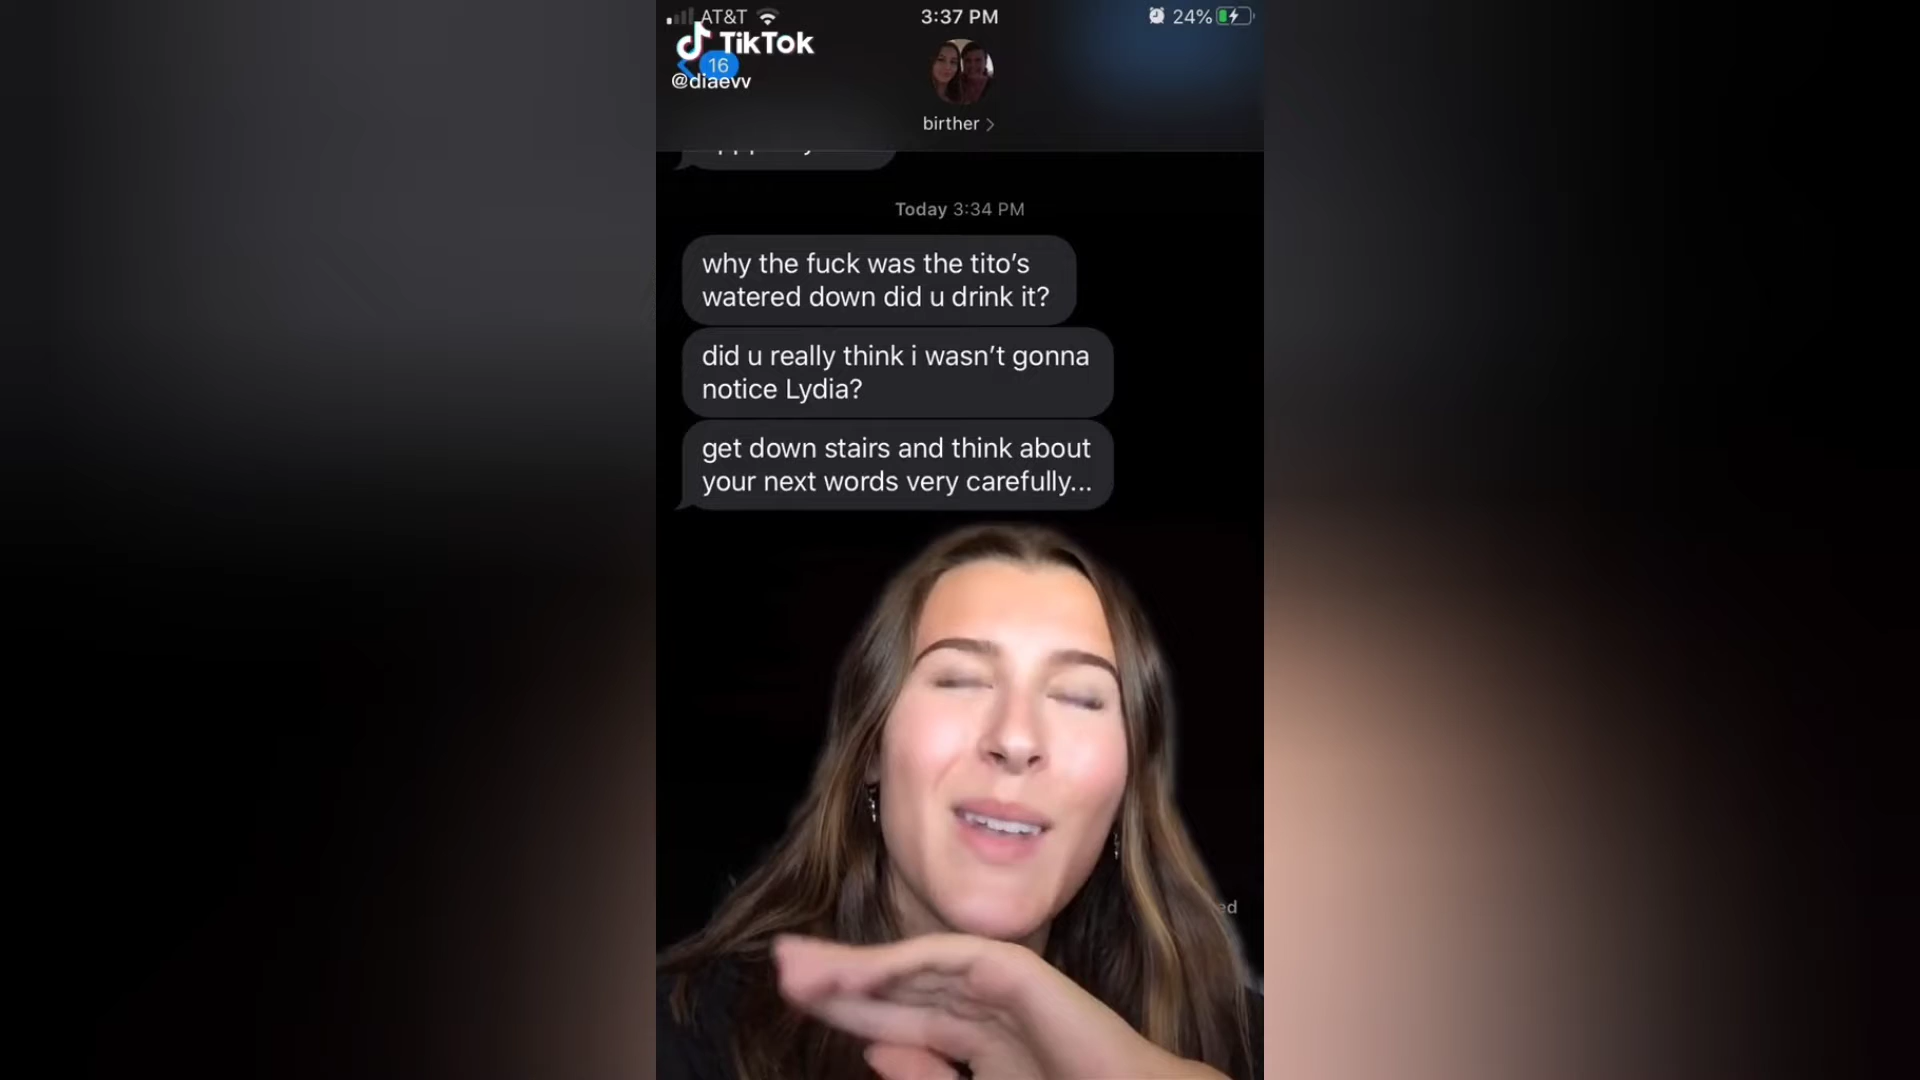 AT&T
3:37 PM
24%
TikTok
16
@diaevv
birther
Today 3:34 PM
why the fuck was the tito’s
watered down did u drink it?
did u really think i wasn’t gonna
notice Lydia?
get down stairs and think about
your next words very carefully...
ed